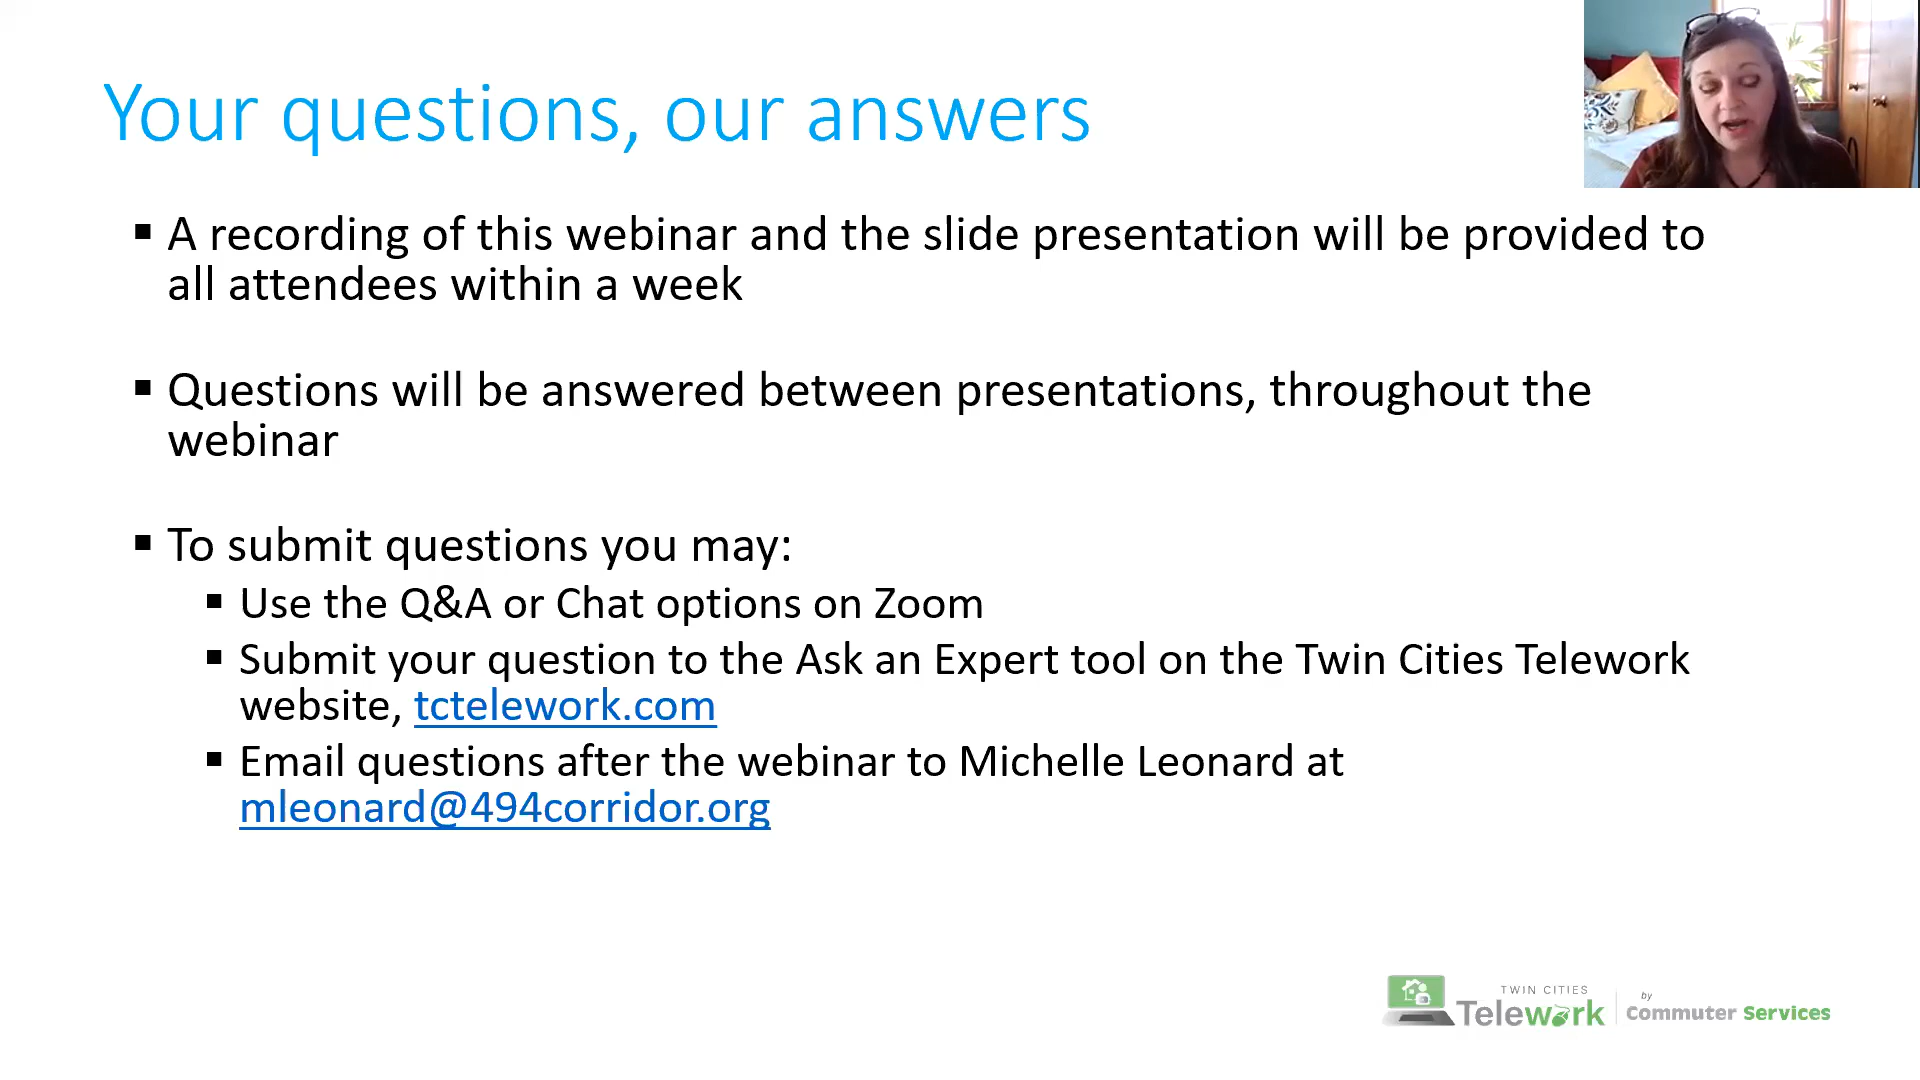 Your questions, our answers
▪ A recording of this webinar and the slide presentation will be provided to
all attendees within a week
▪ Questions will be answered between presentations, throughout the
webinar
▪ To submit questions you may:
▪ Use the Q&A or Chat options on Zoom
▪ Submit your question to the Ask an Expert tool on the Twin Cities Telework
website, tctelework.com
▪ Email questions after the webinar to Michelle Leonard at
mleonard@494corridor.org
TWIN CITIES
Telework
by
Commuter Services